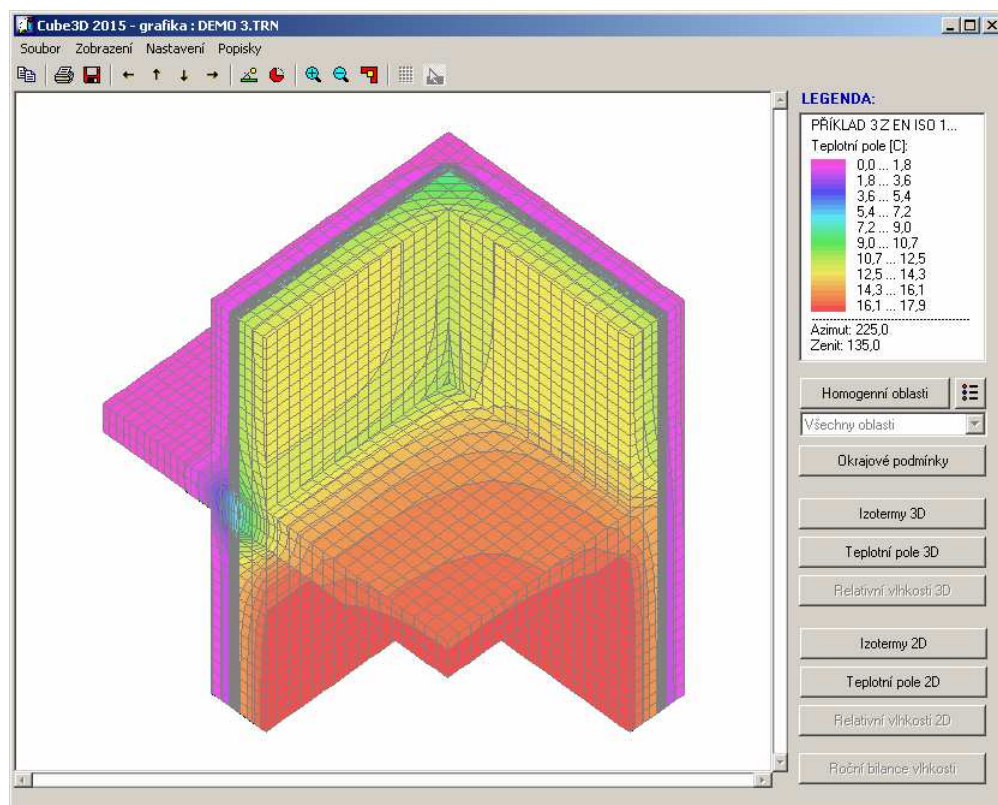 Cube3D 2015 - grafika : DEMO 3.TRN
Soubor Zobrazení Nastavení Popisky
LEGENDA:
PŘÍKLAD 3 Z EN ISO 1...
Teplotní pole [C]:
0,0 ... 1,8
1,8 ... 3,6
3,6 ... 5,4
5,4 ... 7,2
7,2 ... 9,0
9,0 ... 10,7
10,7 ... 12,5
12,5 ... 14,3
14,3 ... 16,1
16,1 ... 17,9
Azimut: 225,0
Zenit: 135,0
Homogenní oblasti
Všechny oblasti
Okrajové podmínky
Izotermy 3D
Teplotní pole 3D
Relativní vlhkosti 3D
Izotermy 2D
Teplotní pole 2D
Relativní vlhkosti 2D
Roční bilance vlhkosti